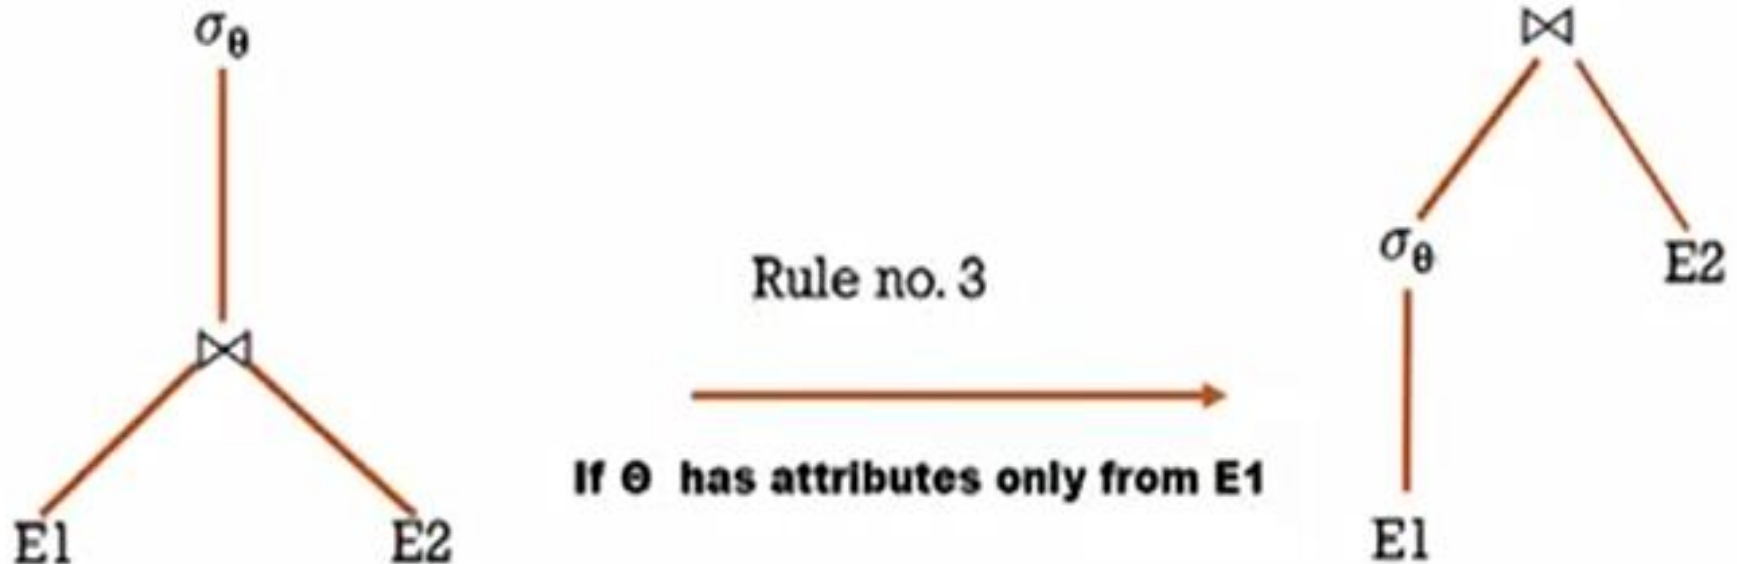 σθ
⋈
E1
E2
Rule no. 3
If Θ has attributes only from E1
⋈
σθ
E2
E1